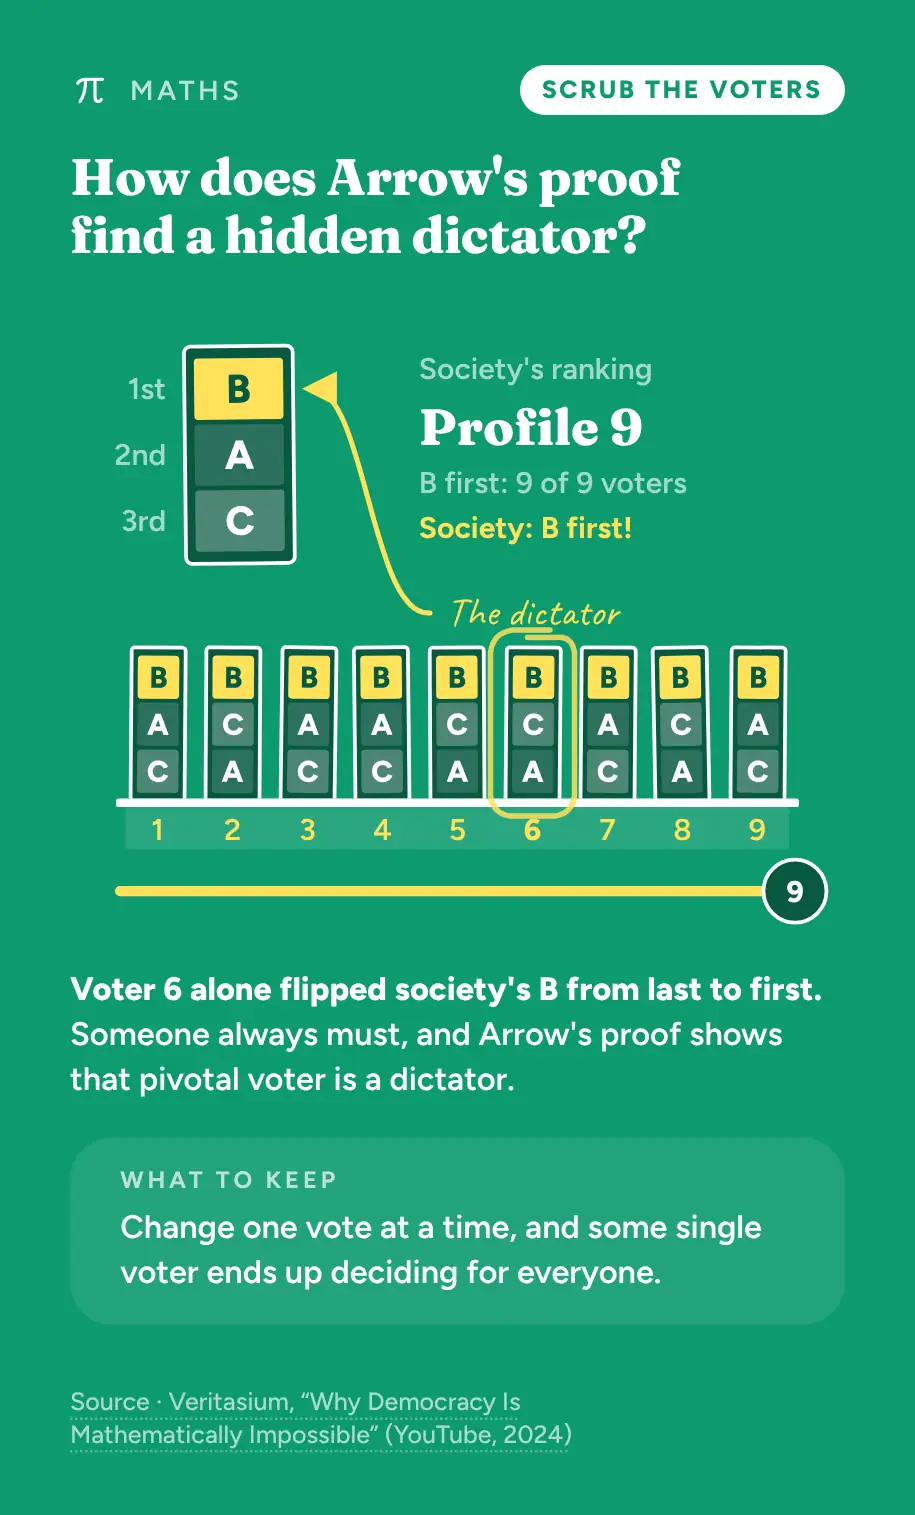 π MATHS
SCRUB THE VOTERS
How does Arrow's proof
find a hidden dictator?
1st
2nd
3rd
B
A
C
Society's ranking
Profile 9
B first: 9 of 9 voters
Society: B first!
The dictator
B B B B B B B B B
A C A A C C A C A
C A C C A A C A C
1 2 3 4 5 6 7 8 9
9
Voter 6 alone flipped society's B from last to first.
Someone always must, and Arrow's proof shows
that pivotal voter is a dictator.
WHAT TO KEEP
Change one vote at a time, and some single
voter ends up deciding for everyone.
Source · Veritasium, “Why Democracy Is
Mathematically Impossible” (YouTube, 2024)